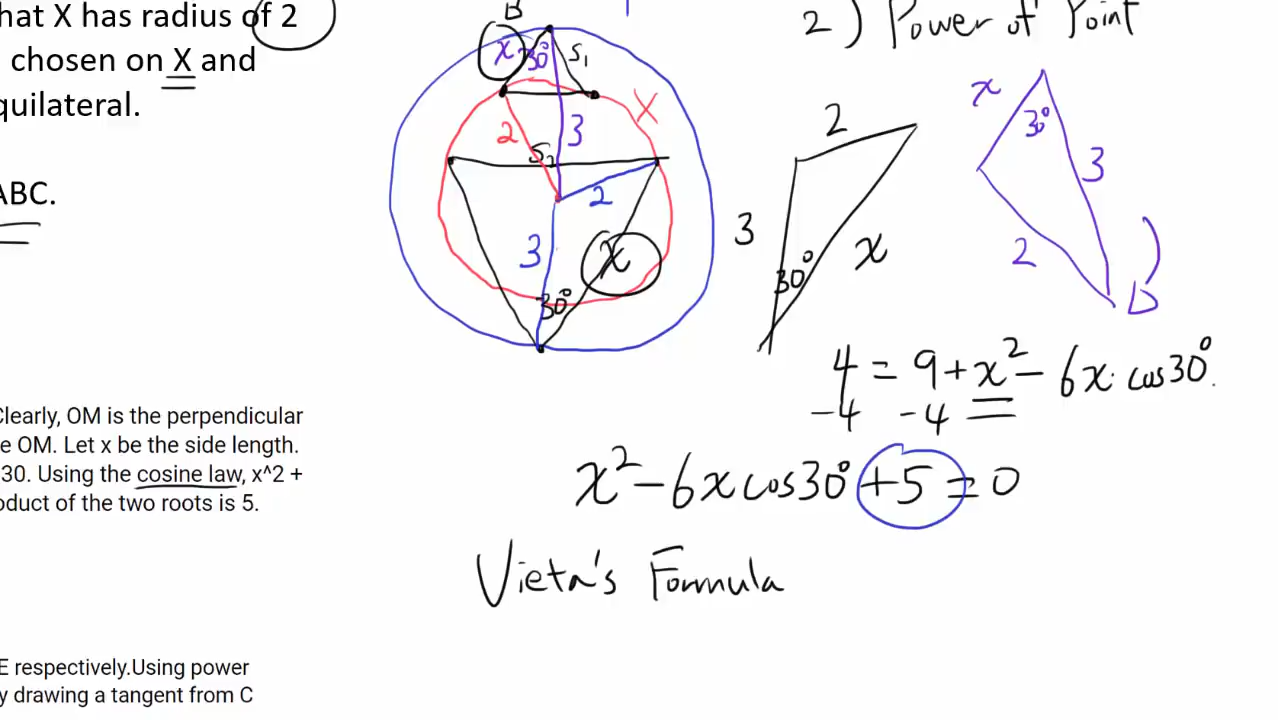 hat X has radius of 2
chosen on X and
quilateral.
ABC.
2 ) Power of Point
B
x 30° S₁
X
2
3
S₂
2
3
x
30°
2
3
x
30°
x
30°
3
2
4 = 9 + x² - 6x · cos30°.
-4 -4
x² - 6x cos30° + 5 = 0
Vieta's Formula
Clearly, OM is the perpendicular
e OM. Let x be the side length.
30. Using the cosine law, x^2 +
oduct of the two roots is 5.
E respectively.Using power
y drawing a tangent from C